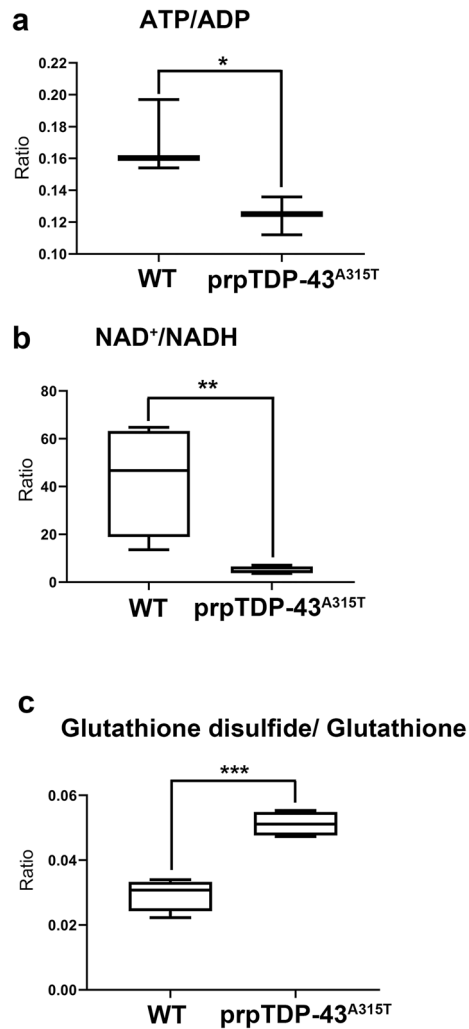 a
ATP/ADP
0.22
0.20
0.18
0.16
0.14
0.12
0.10
Ratio
*
WT
prpTDP-43A315T
b
NAD+/NADH
80
60
40
20
0
Ratio
**
WT
prpTDP-43A315T
c
Glutathione disulfide/ Glutathione
0.06
0.04
0.02
0.00
Ratio
***
WT
prpTDP-43A315T